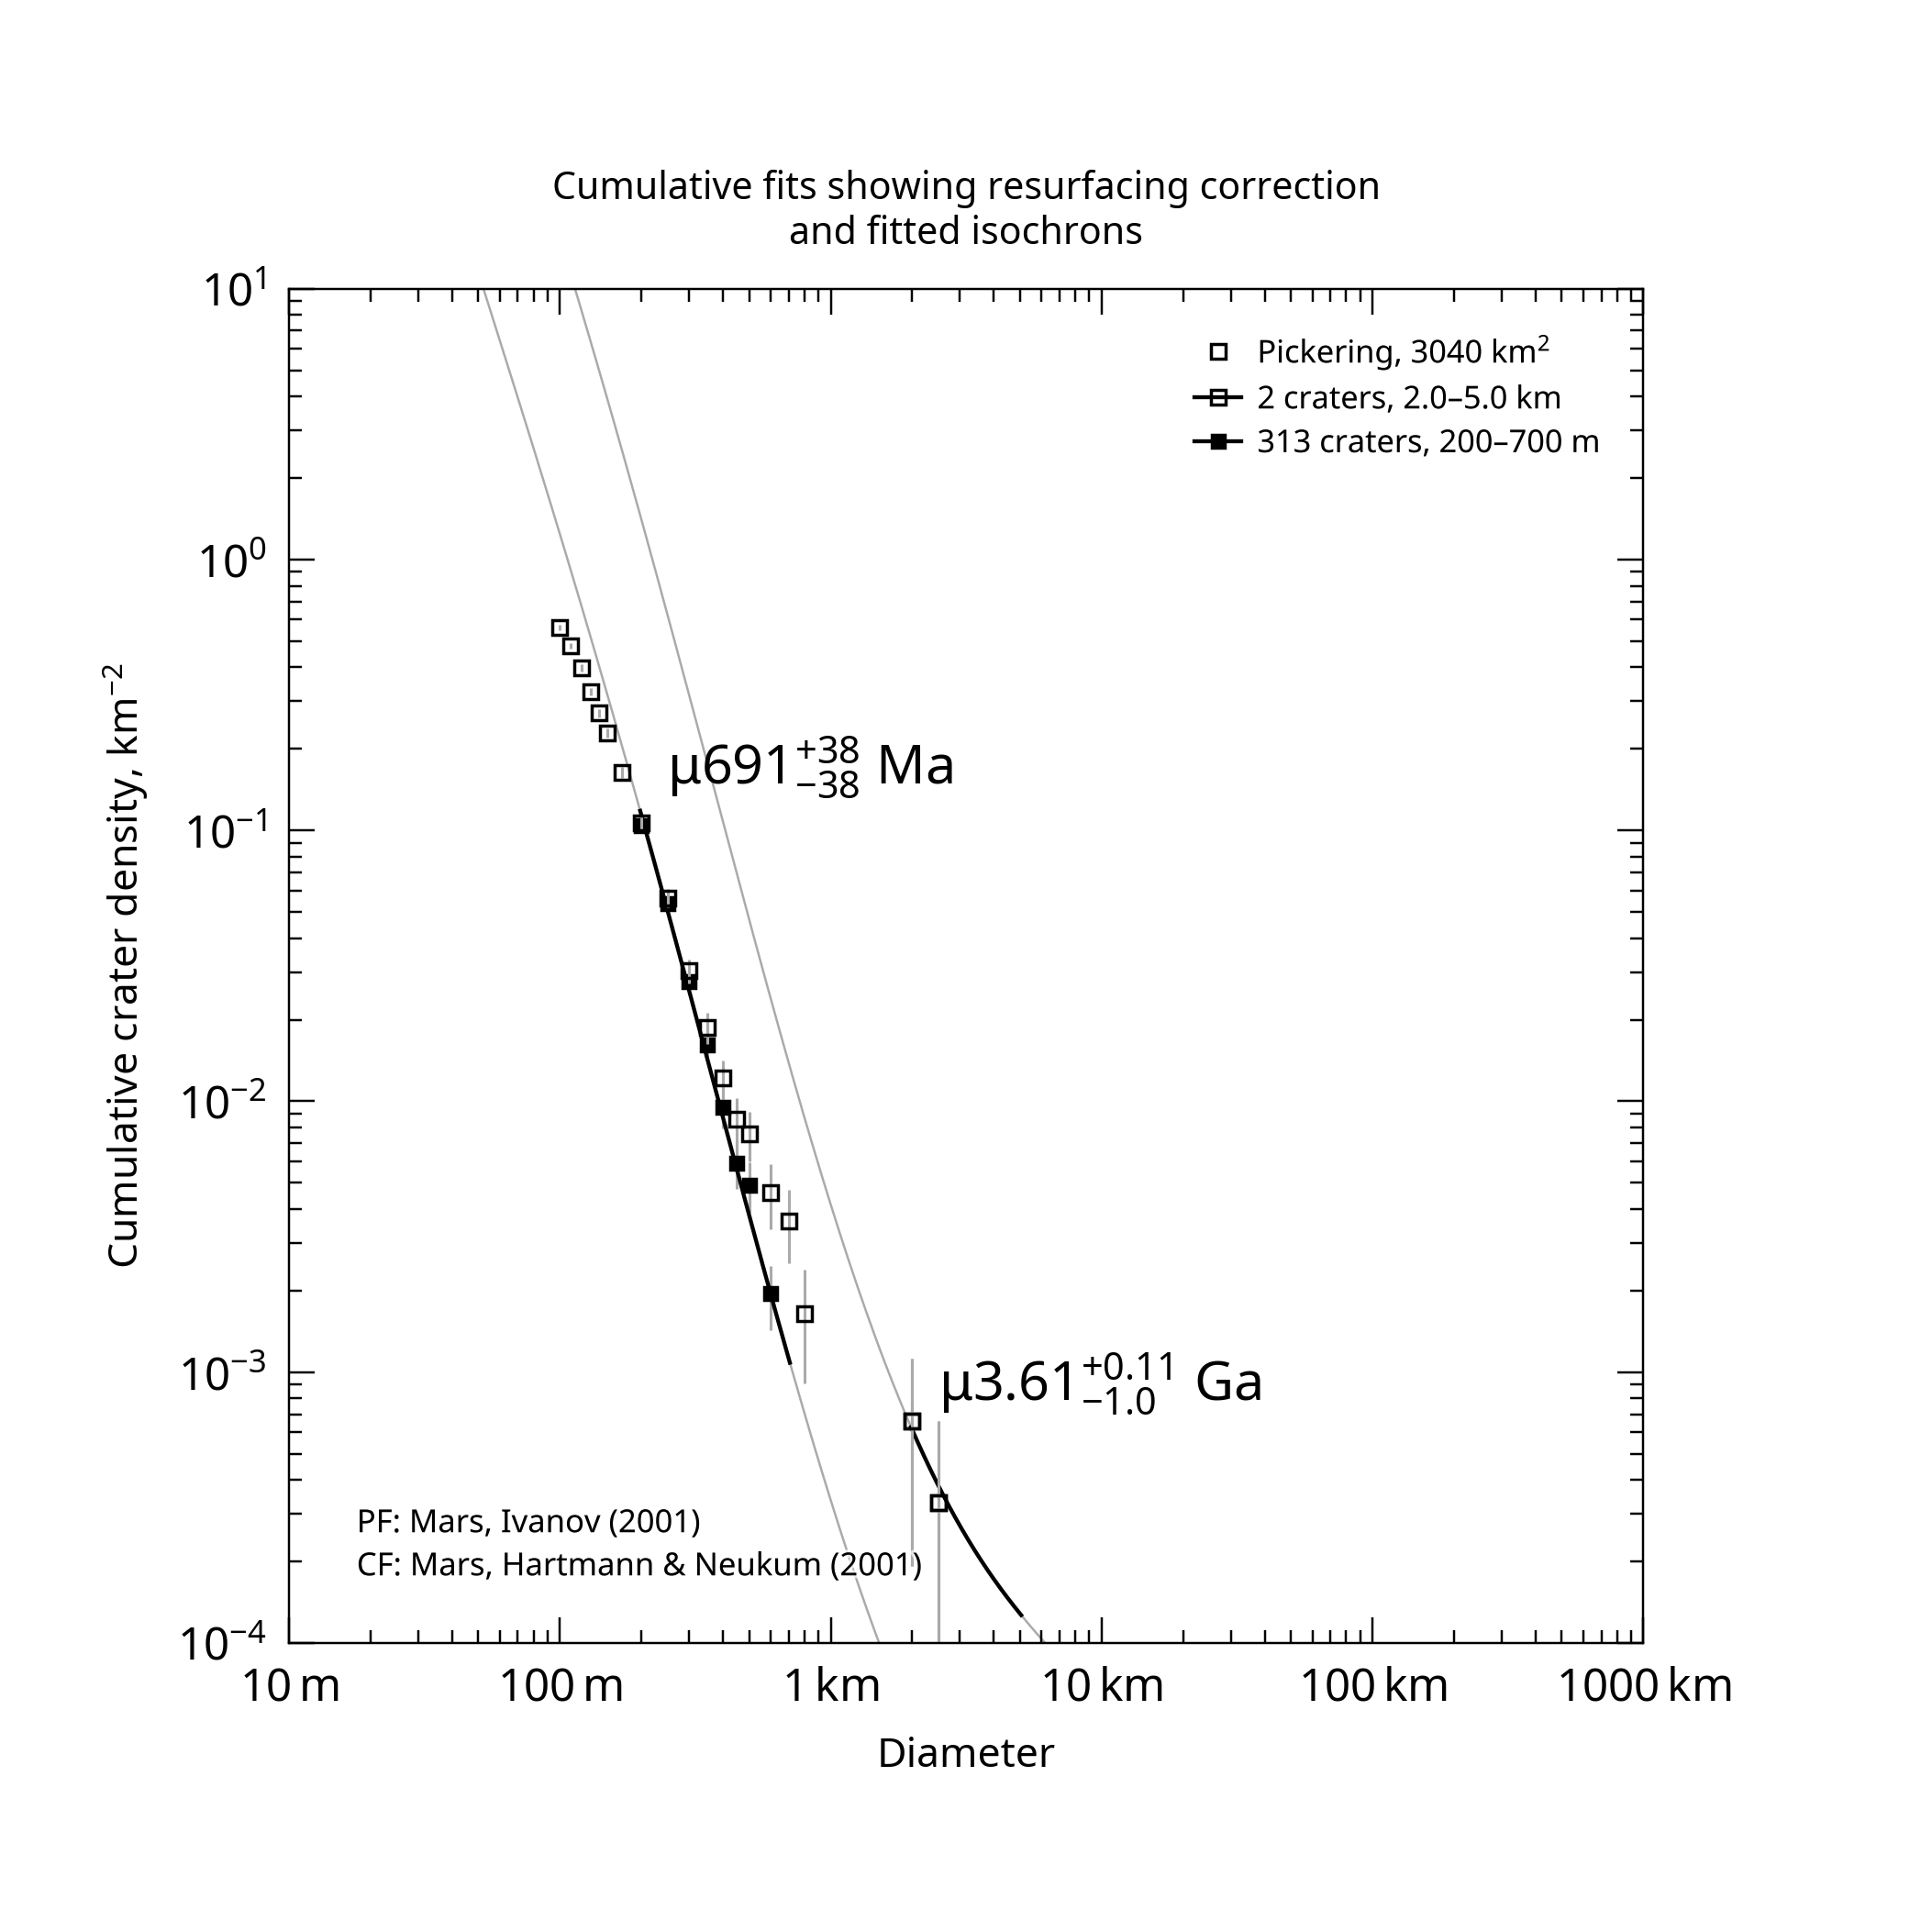 Cumulative fits showing resurfacing correction
and fitted isochrons
10¹
10⁰
10⁻¹
10⁻²
10⁻³
10⁻⁴
Cumulative crater density, km⁻²
Pickering, 3040 km²
2 craters, 2.0–5.0 km
313 craters, 200–700 m
μ691 +38 −38 Ma
μ3.61 +0.11 −1.0 Ga
PF: Mars, Ivanov (2001)
CF: Mars, Hartmann & Neukum (2001)
10 m 100 m 1 km 10 km 100 km 1000 km
Diameter